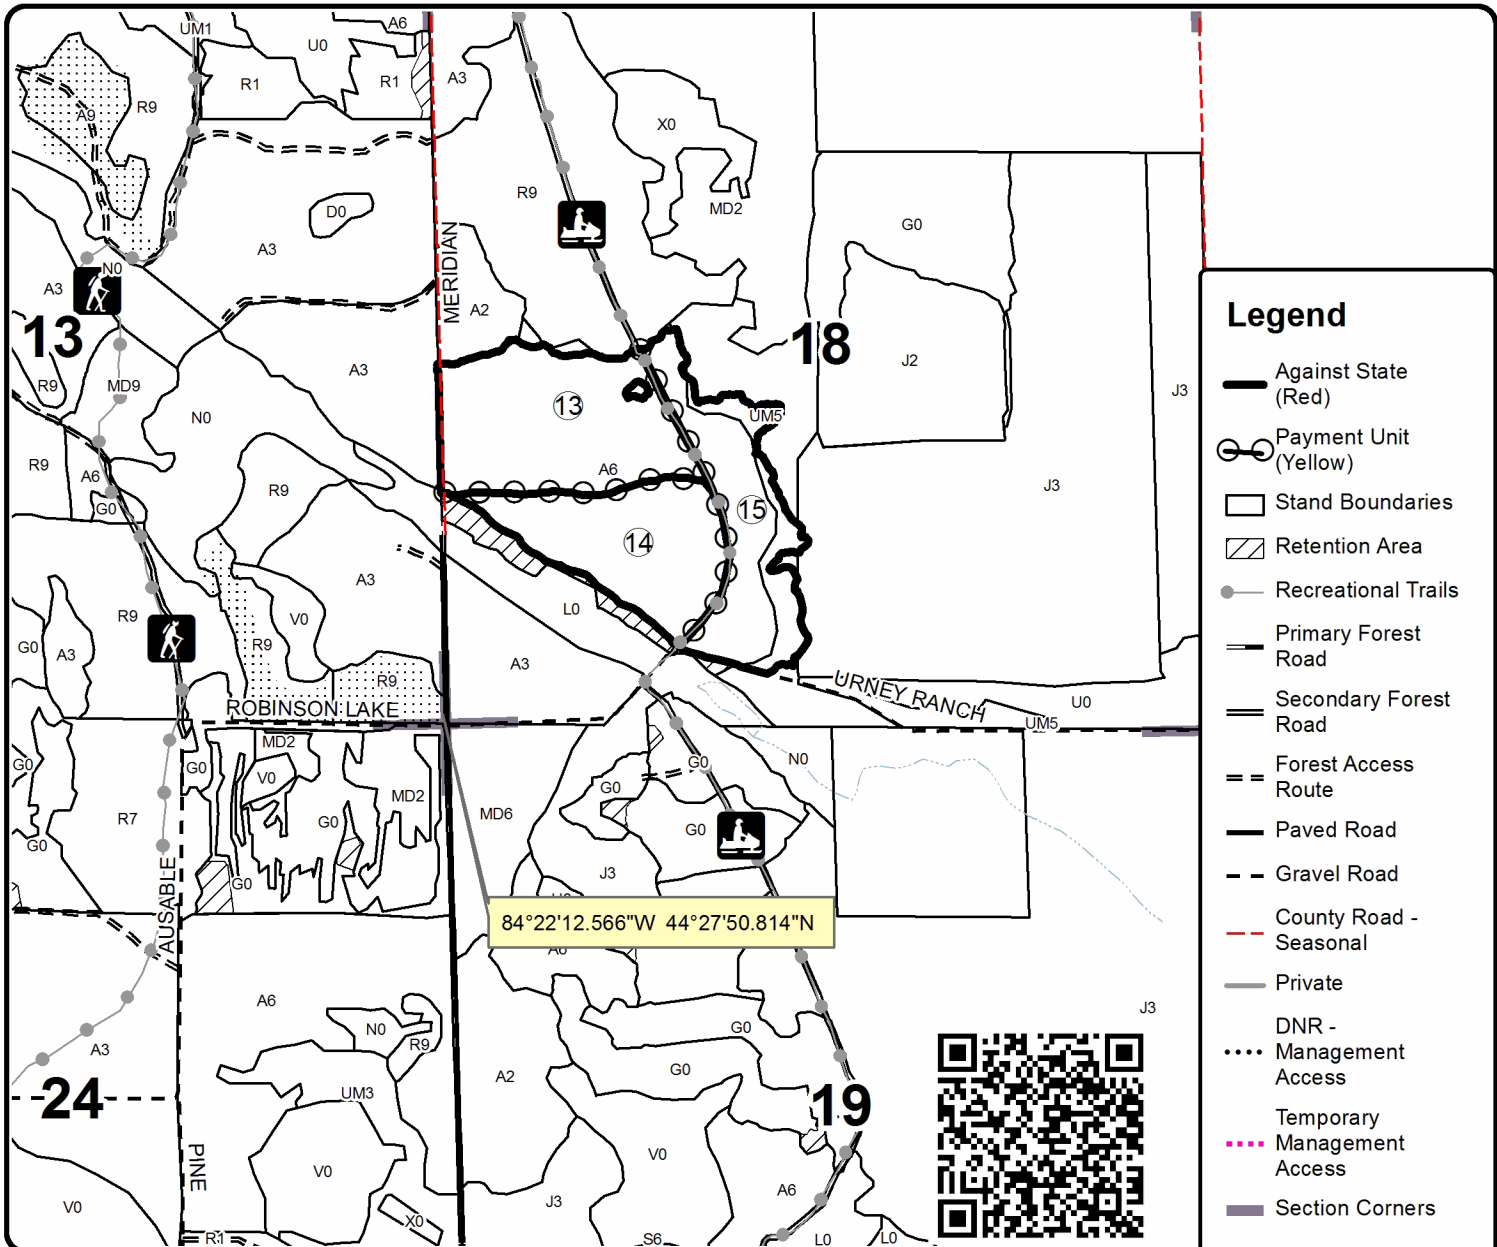 UM1
A6
U0
R1
R1
A3
A9
R9
X0
R9
MD2
D0
A3
G0
N0
A3
MERIDIAN
A2
13
18
A3
J2
R9
MD9
J3
N0
13
UM5
R9
A6
A6
R9
J3
G0
15
14
A3
L0
R9
V0
G0
A3
R9
A3
R9
URNEY RANCH
ROBINSON LAKE
U0
UM5
MD2
G0
G0
V0
G0
N0
G0
MD2
R7
G0
MD6
G0
G0
J3
G0
AUSABLE
84°22'12.566"W 44°27'50.814"N
A6
A6
J3
N0
G0
R9
A3
G0
A2
UM3
24
19
PINE
V0
V0
A6
V0
J3
X0
R1
S6
L0
L0
Legend
Against State
(Red)
Payment Unit
(Yellow)
Stand Boundaries
Retention Area
Recreational Trails
Primary Forest
Road
Secondary Forest
Road
Forest Access
Route
Paved Road
Gravel Road
County Road -
Seasonal
Private
DNR -
Management
Access
Temporary
Management
Access
Section Corners